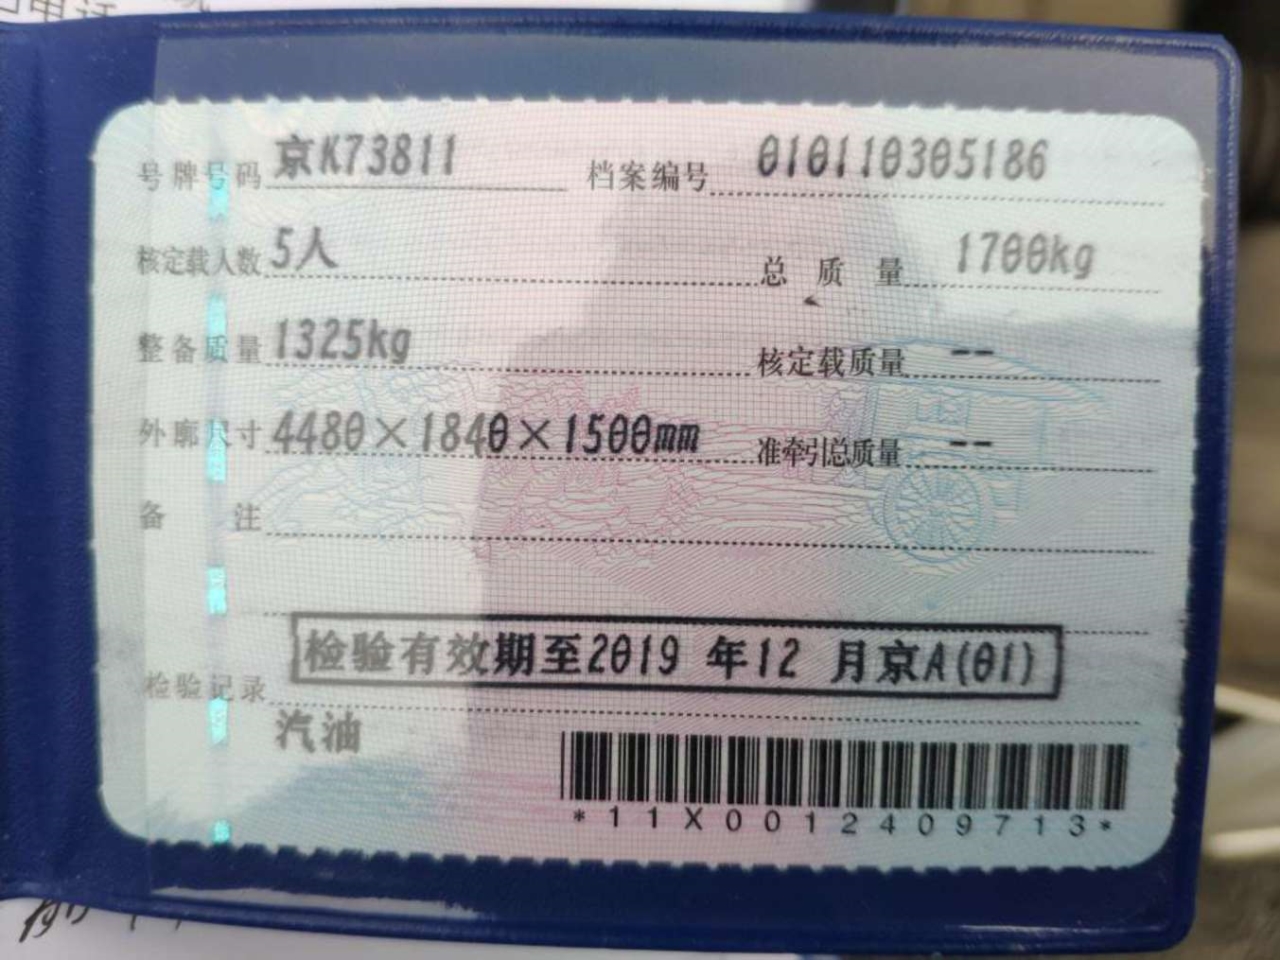 号牌号码 京K73811 档案编号 010110305186
核定载人数 5人 总质量 1700kg
整备质量 1325kg 核定载质量 --
外廓尺寸 4480×1840×1500mm 准牵引总质量 --
备注
检验有效期至2019 年12 月京A(01)
检验记录
汽油
*11X0012409713*